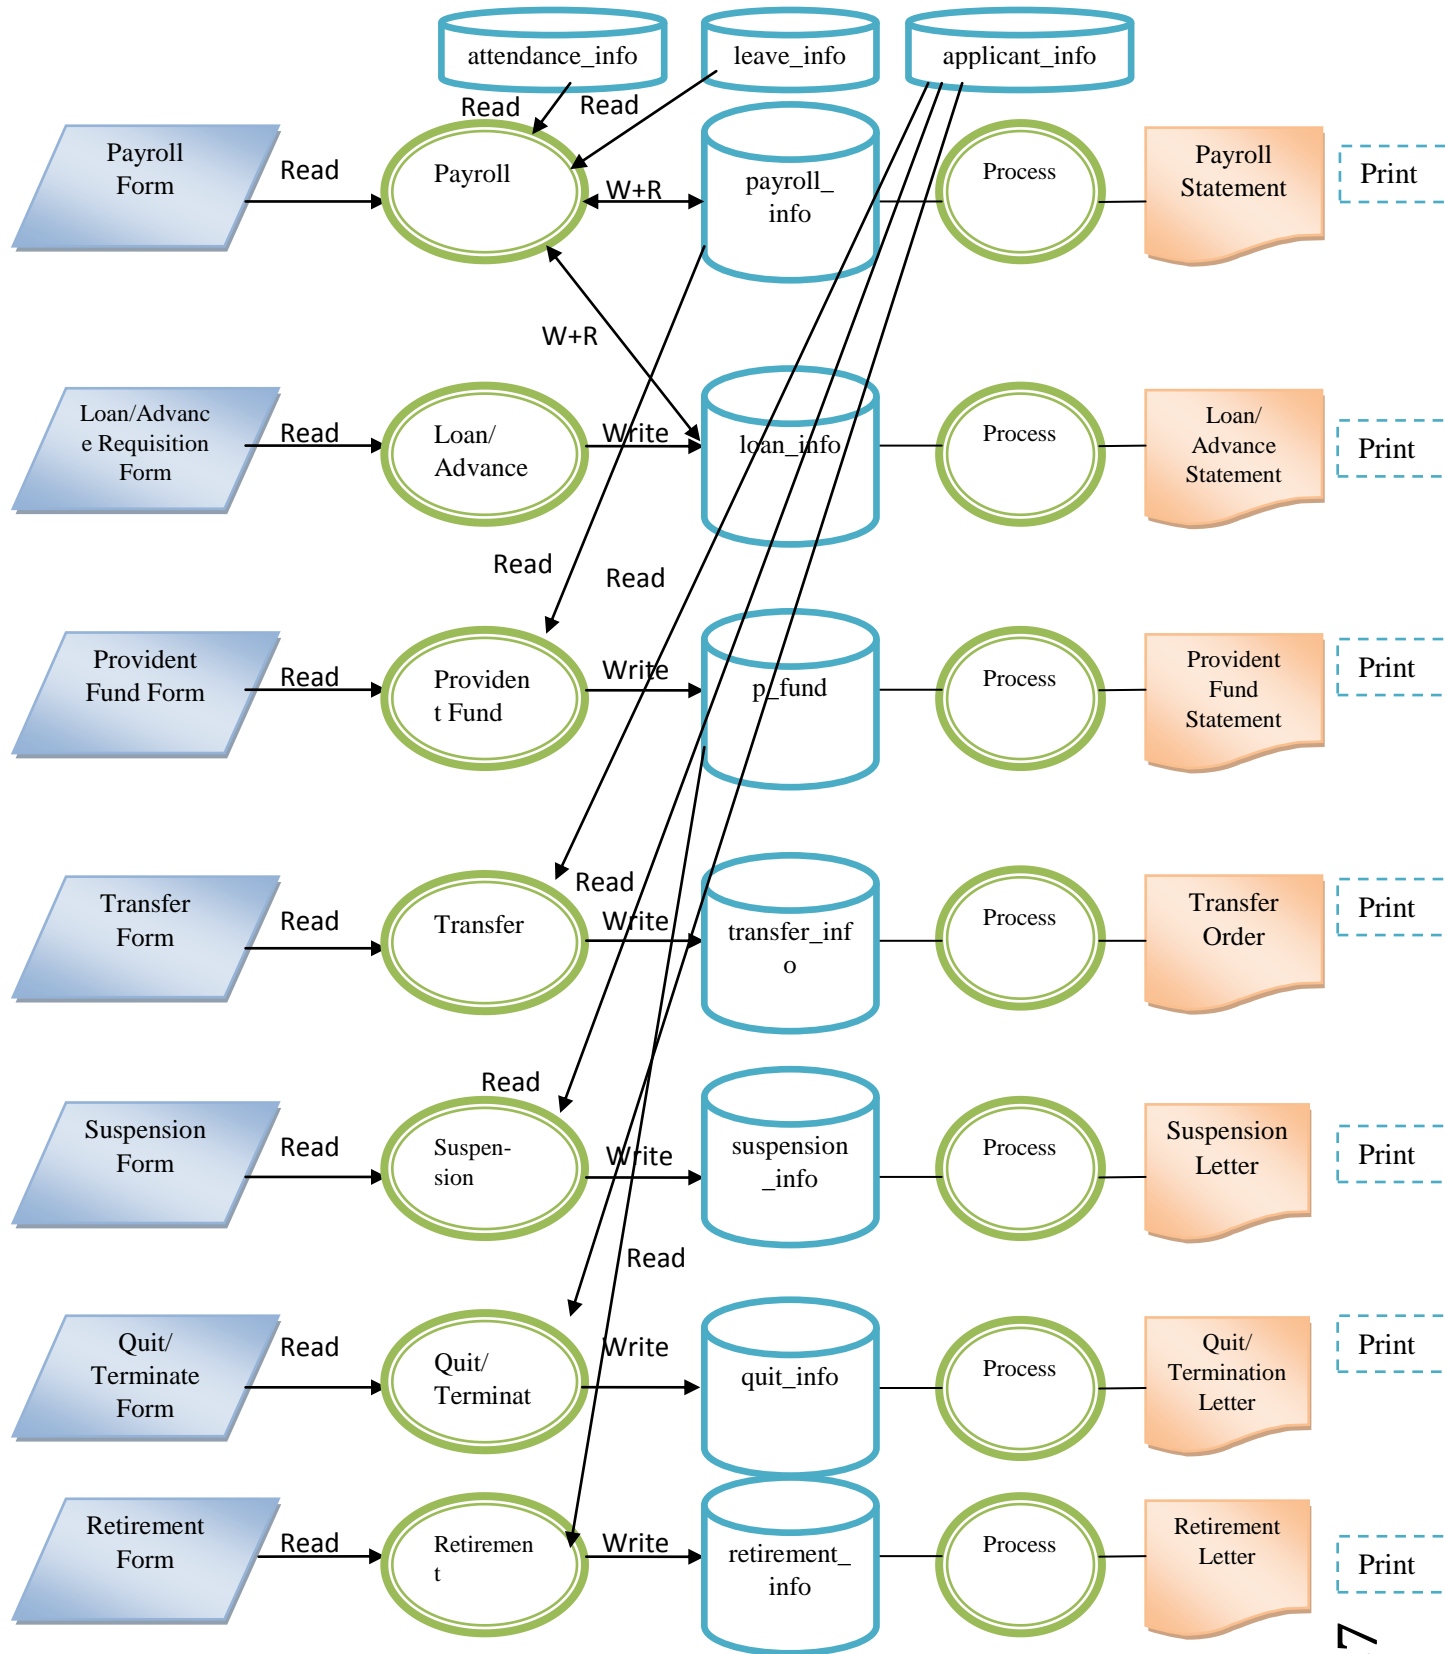 attendance_info
leave_info
applicant_info
Read
Read
Payroll
Form
Read
Payroll
W+R
payroll_
info
Process
Payroll
Statement
Print
W+R
Loan/Advanc
e Requisition
Form
Read
Loan/
Advance
Write
loan_info
Process
Loan/
Advance
Statement
Print
Read
Read
Provident
Fund Form
Read
Providen
t Fund
Write
p_fund
Process
Provident
Fund
Statement
Print
Read
Transfer
Form
Read
Transfer
Write
transfer_inf
o
Process
Transfer
Order
Print
Read
Suspension
Form
Read
Suspen-
sion
Write
suspension
_info
Process
Suspension
Letter
Print
Read
Quit/
Terminate
Form
Read
Quit/
Terminat
Write
quit_info
Process
Quit/
Termination
Letter
Print
Retirement
Form
Read
Retiremen
t
Write
retirement_
info
Process
Retirement
Letter
Print
7